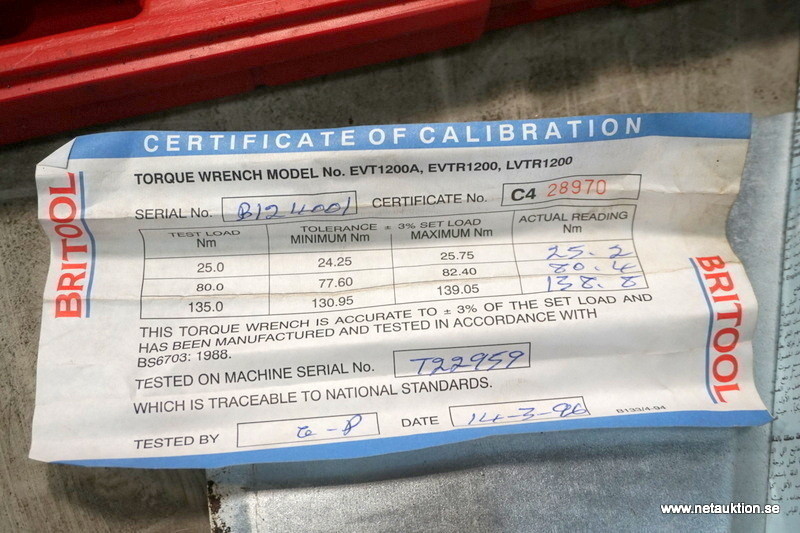 CERTIFICATE OF CALIBRATION
TORQUE WRENCH MODEL No. EVT1200A, EVTR1200, LVTR1200
SERIAL No. B124001 CERTIFICATE No. C4 28970
TEST LOAD Nm TOLERANCE ± 3% SET LOAD MINIMUM Nm MAXIMUM Nm ACTUAL READING Nm
25.0 24.25 25.75 25.2
80.0 77.60 82.40 80.4
135.0 130.95 139.05 138.8
THIS TORQUE WRENCH IS ACCURATE TO ± 3% OF THE SET LOAD AND
HAS BEEN MANUFACTURED AND TESTED IN ACCORDANCE WITH
BS6703: 1988.
TESTED ON MACHINE SERIAL No. T22959
WHICH IS TRACEABLE TO NATIONAL STANDARDS.
TESTED BY DATE 14-3-96
B133/4-94
BRITOOL
BRITOOL
www.netauktion.se